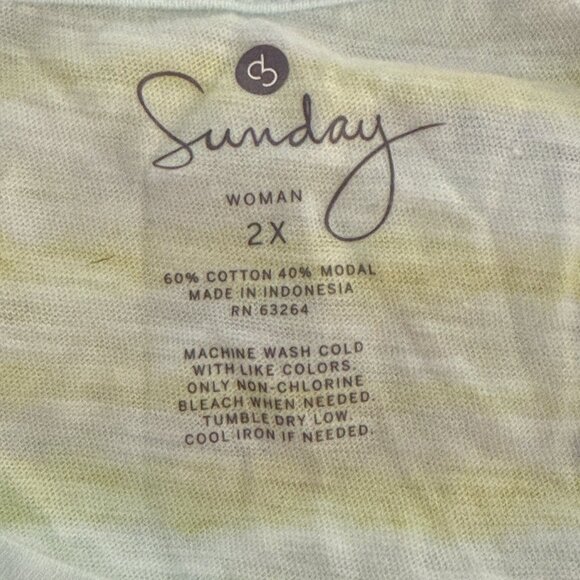 cb
Sunday
WOMAN
2X
60% COTTON 40% MODAL
MADE IN INDONESIA
RN 63264
MACHINE WASH COLD
WITH LIKE COLORS.
ONLY NON-CHLORINE
BLEACH WHEN NEEDED.
TUMBLE DRY LOW.
COOL IRON IF NEEDED.